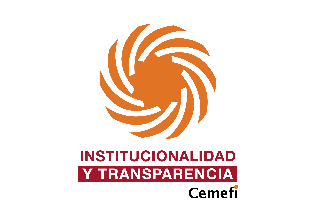 INSTITUCIONALIDAD
Y TRANSPARENCIA
Cemefi